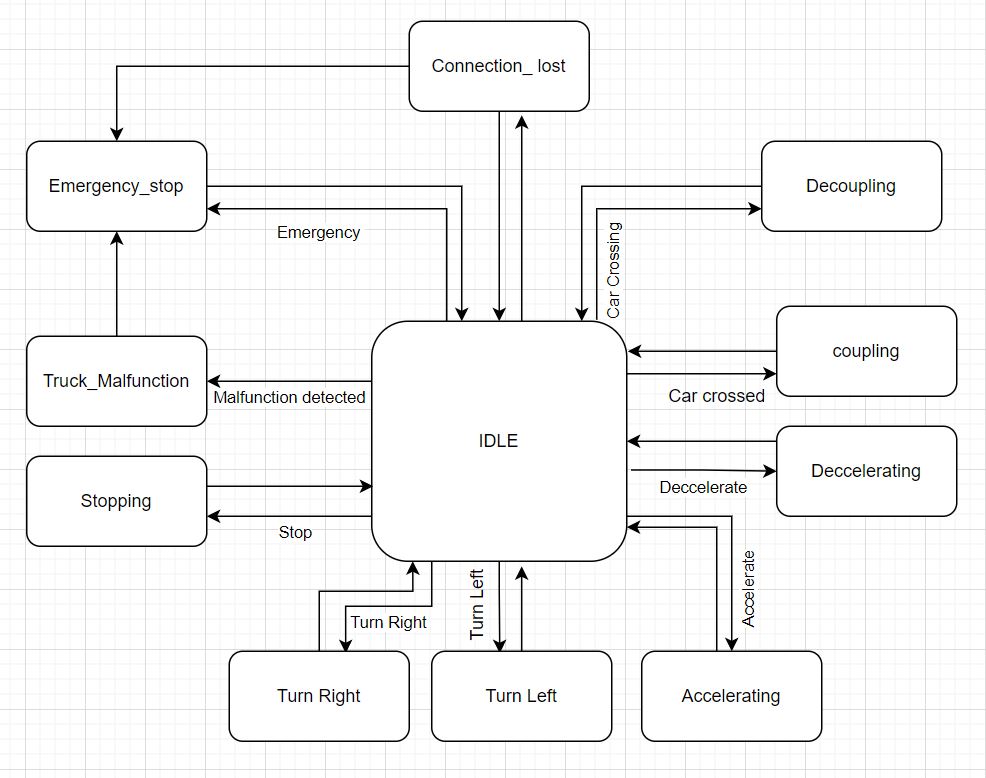 Connection_ lost
Emergency_stop
Decoupling
Emergency
Car Crossing
Truck_Malfunction
Malfunction detected
coupling
Car crossed
IDLE
Deccelerating
Deccelerate
Stopping
Stop
Accelerate
Turn Left
Turn Right
Turn Right
Turn Left
Accelerating